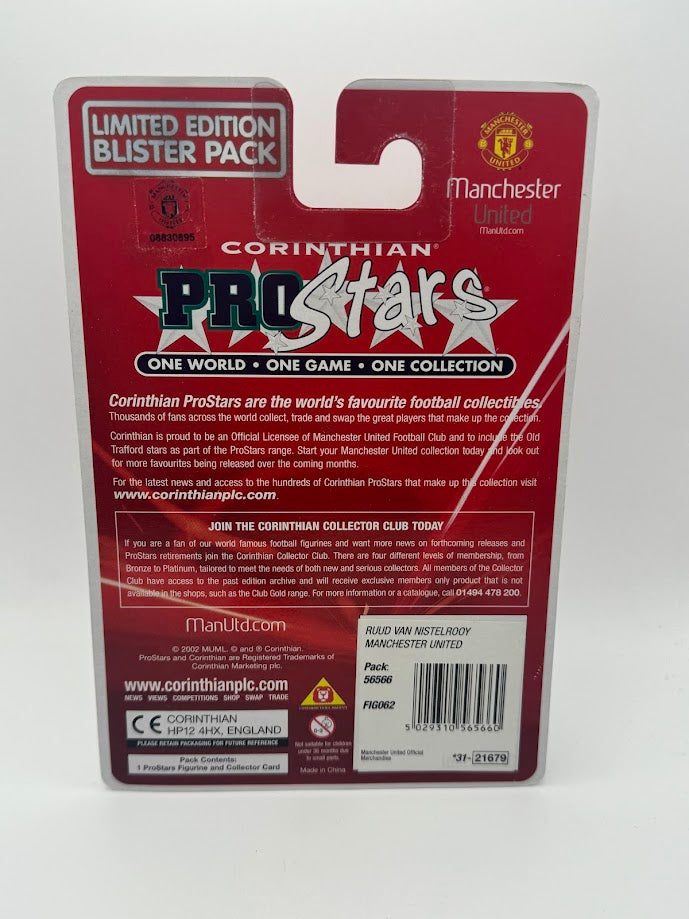 LIMITED EDITION
BLISTER PACK
MANCHESTER
UNITED
Manchester
United
ManUtd.com
08830895
CORINTHIAN®
PROStars
ONE WORLD • ONE GAME • ONE COLLECTION
Corinthian ProStars are the world's favourite football collectibles.
Thousands of fans across the world collect, trade and swap the great players that make up the collection.
Corinthian is proud to be an Official Licensee of Manchester United Football Club and to include the Old
Trafford stars as part of the ProStars range. Start your Manchester United collection today and look out
for more favourites being released over the coming months.
For the latest news and access to the hundreds of Corinthian ProStars that make up this collection visit
www.corinthianplc.com.
JOIN THE CORINTHIAN COLLECTOR CLUB TODAY
If you are a fan of our world famous football figurines and want more news on forthcoming releases and
ProStars retirements join the Corinthian Collector Club. There are four different levels of membership, from
Bronze to Platinum, tailored to meet the needs of both new and serious collectors. All members of the Collector
Club have access to the past edition archive and will receive exclusive members only product that is not
available in the shops, such as the Club Gold range. For more information or a catalogue, call 01494 478 200.
ManUtd.com
© 2002 MUML. © and ® Corinthian.
ProStars and Corinthian are Registered Trademarks of
Corinthian Marketing plc.
www.corinthianplc.com
NEWS VIEWS COMPETITIONS SHOP SWAP TRADE
CE CORINTHIAN
HP12 4HX, ENGLAND
PLEASE RETAIN PACKAGING FOR FUTURE REFERENCE
Pack Contents:
1 ProStars Figurine and Collector Card
0-3
Not suitable for children
under 36 months due
to small parts.
Made in China
RUUD VAN NISTELROOY
MANCHESTER UNITED
Pack:
56566
FIG062
5 029310 565660
Manchester United Official
Merchandise
*31- 21679